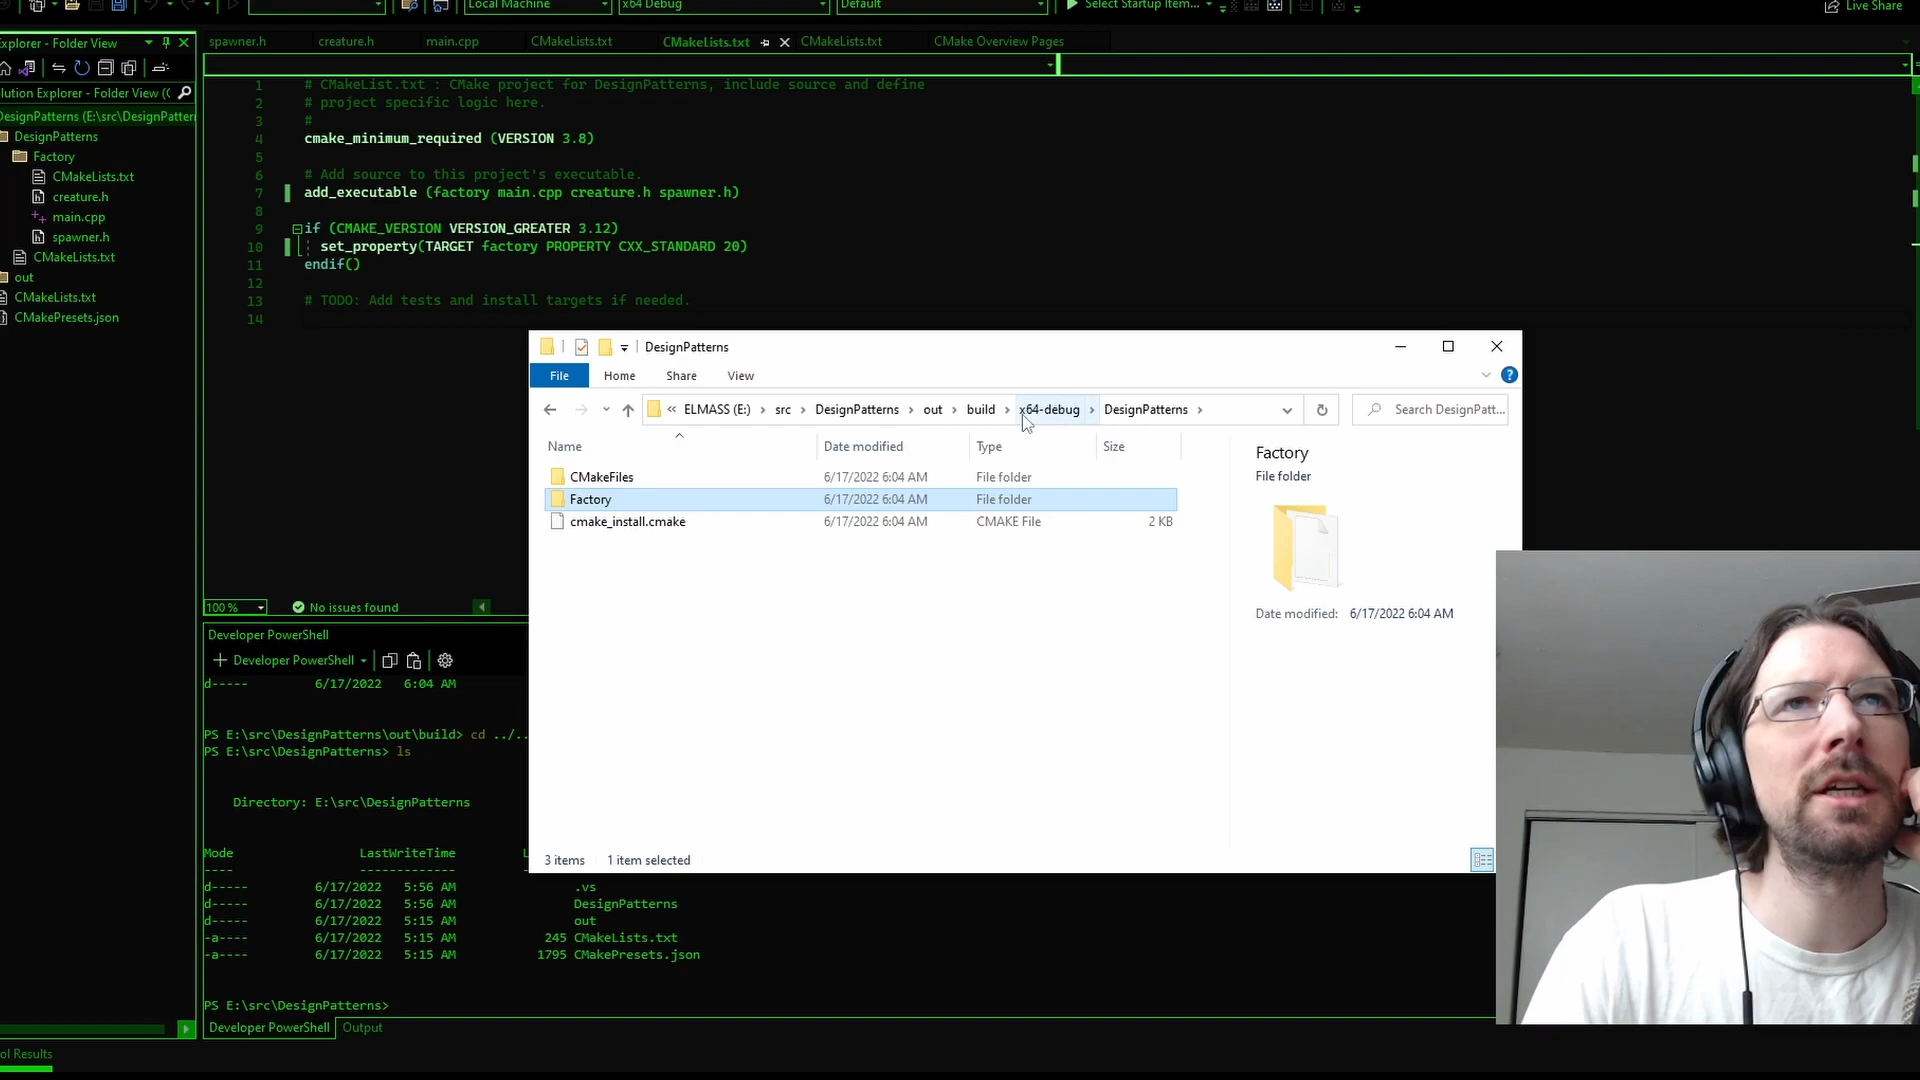 Local Machine
x64 Debug
Default
Select Startup Item...
Live Share
Explorer - Folder View
spawner.h
creature.h
main.cpp
CMakeLists.txt
CMakeLists.txt
CMakeLists.txt
CMake Overview Pages
lution Explorer - Folder View (
DesignPatterns (E:\src\DesignPatter
DesignPatterns
Factory
CMakeLists.txt
creature.h
main.cpp
spawner.h
CMakeLists.txt
out
CMakeLists.txt
CMakePresets.json
1 # CMakeList.txt : CMake project for DesignPatterns, include source and define
2 # project specific logic here.
3 #
4 cmake_minimum_required (VERSION 3.8)
5
6 # Add source to this project's executable.
7 add_executable (factory main.cpp creature.h spawner.h)
8
9 if (CMAKE_VERSION VERSION_GREATER 3.12)
10 set_property(TARGET factory PROPERTY CXX_STANDARD 20)
11 endif()
12
13 # TODO: Add tests and install targets if needed.
14
100 %
No issues found
DesignPatterns
File
Home
Share
View
« ELMASS (E:) > src > DesignPatterns > out > build > x64-debug > DesignPatterns >
Search DesignPatt...
Name
Date modified
Type
Size
CMakeFiles 6/17/2022 6:04 AM File folder
Factory 6/17/2022 6:04 AM File folder
cmake_install.cmake 6/17/2022 6:04 AM CMAKE File 2 KB
Factory
File folder
Date modified: 6/17/2022 6:04 AM
3 items
1 item selected
Developer PowerShell
Developer PowerShell
d----- 6/17/2022 6:04 AM
PS E:\src\DesignPatterns\out\build> cd ../..
PS E:\src\DesignPatterns> ls
Directory: E:\src\DesignPatterns
Mode LastWriteTime L
---- -------------
d----- 6/17/2022 5:56 AM .vs
d----- 6/17/2022 5:56 AM DesignPatterns
d----- 6/17/2022 5:15 AM out
-a---- 6/17/2022 5:15 AM 245 CMakeLists.txt
-a---- 6/17/2022 5:15 AM 1795 CMakePresets.json
PS E:\src\DesignPatterns>
Developer PowerShell
Output
ol Results